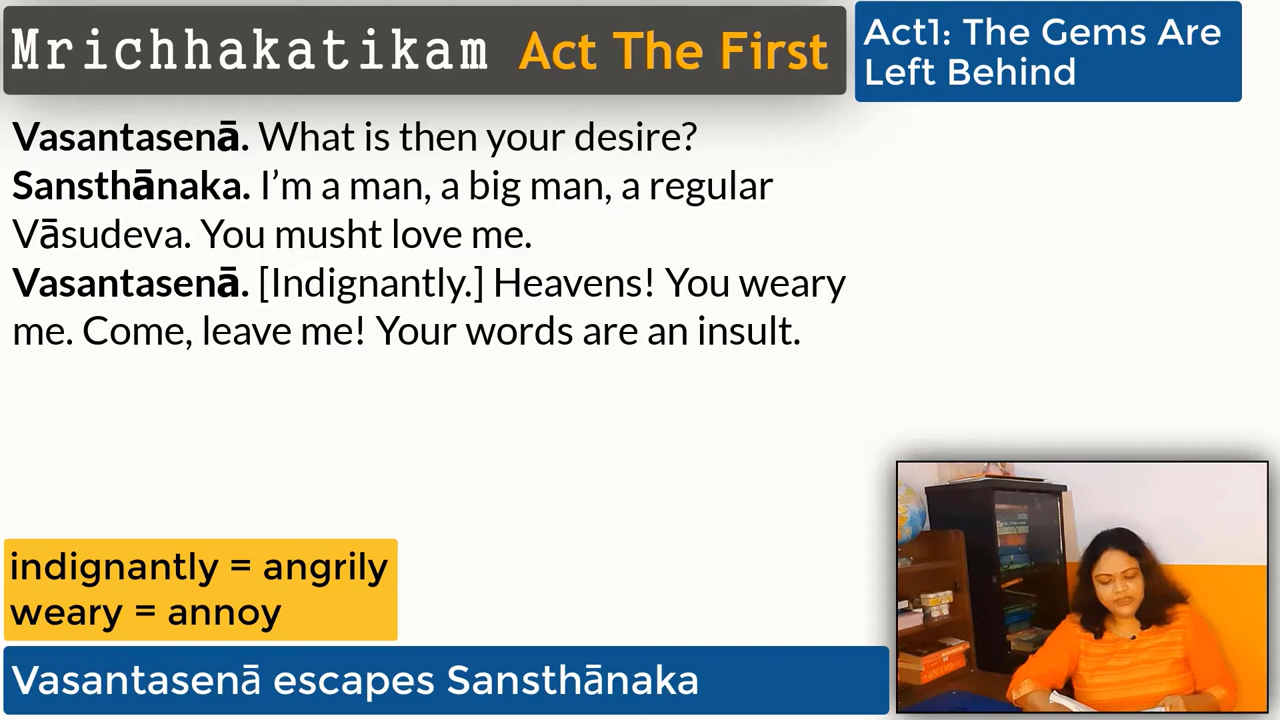 Mrichhakatikam Act The First
Act1: The Gems Are
Left Behind
Vasantasenā. What is then your desire?
Sansthānaka. I’m a man, a big man, a regular
Vāsudeva. You musht love me.
Vasantasenā. [Indignantly.] Heavens! You weary
me. Come, leave me! Your words are an insult.
indignantly = angrily
weary = annoy
Vasantasenā escapes Sansthānaka